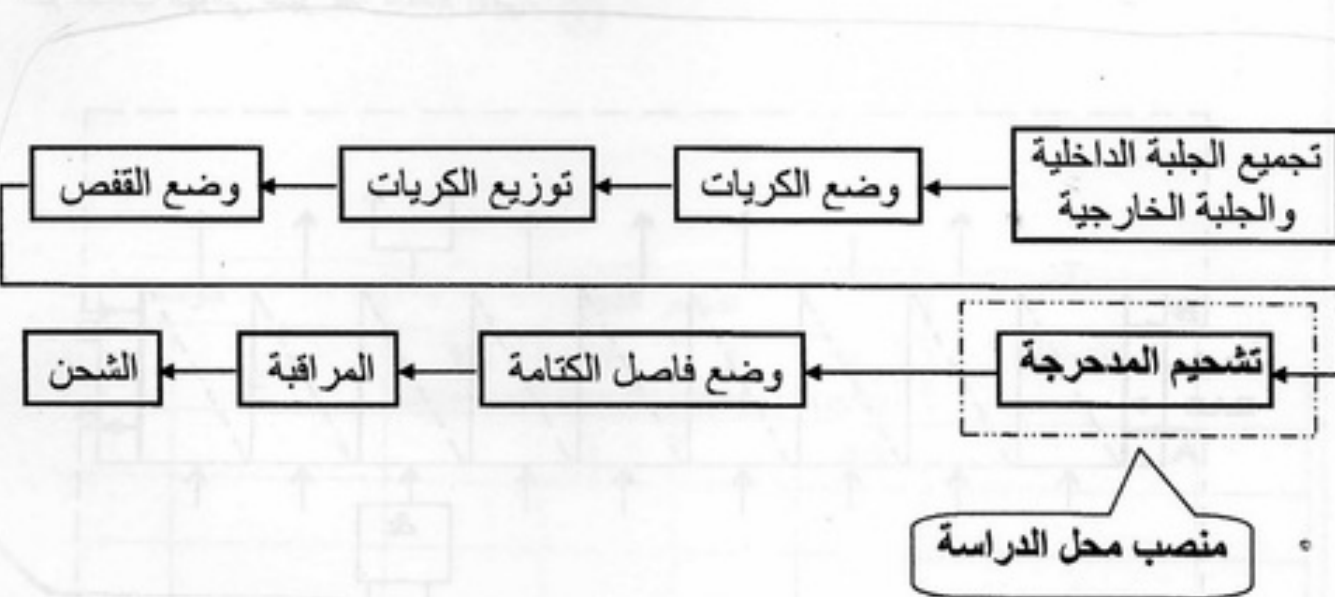 تجميع الجلبة الداخلية
والجلبة الخارجية
وضع الكريات
توزيع الكريات
وضع القفص
تشحيم المدحرجة
وضع فاصل الكتامة
المراقبة
الشحن
منصب محل الدراسة